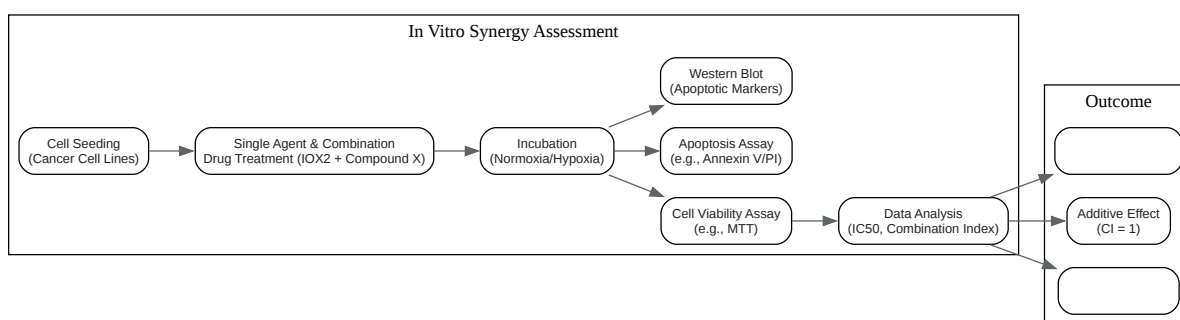 In Vitro Synergy Assessment
Cell Seeding
(Cancer Cell Lines)
Single Agent & Combination
Drug Treatment (IOX2 + Compound X)
Incubation
(Normoxia/Hypoxia)
Western Blot
(Apoptotic Markers)
Apoptosis Assay
(e.g., Annexin V/PI)
Cell Viability Assay
(e.g., MTT)
Data Analysis
(IC50, Combination Index)
Outcome
Additive Effect
(CI = 1)